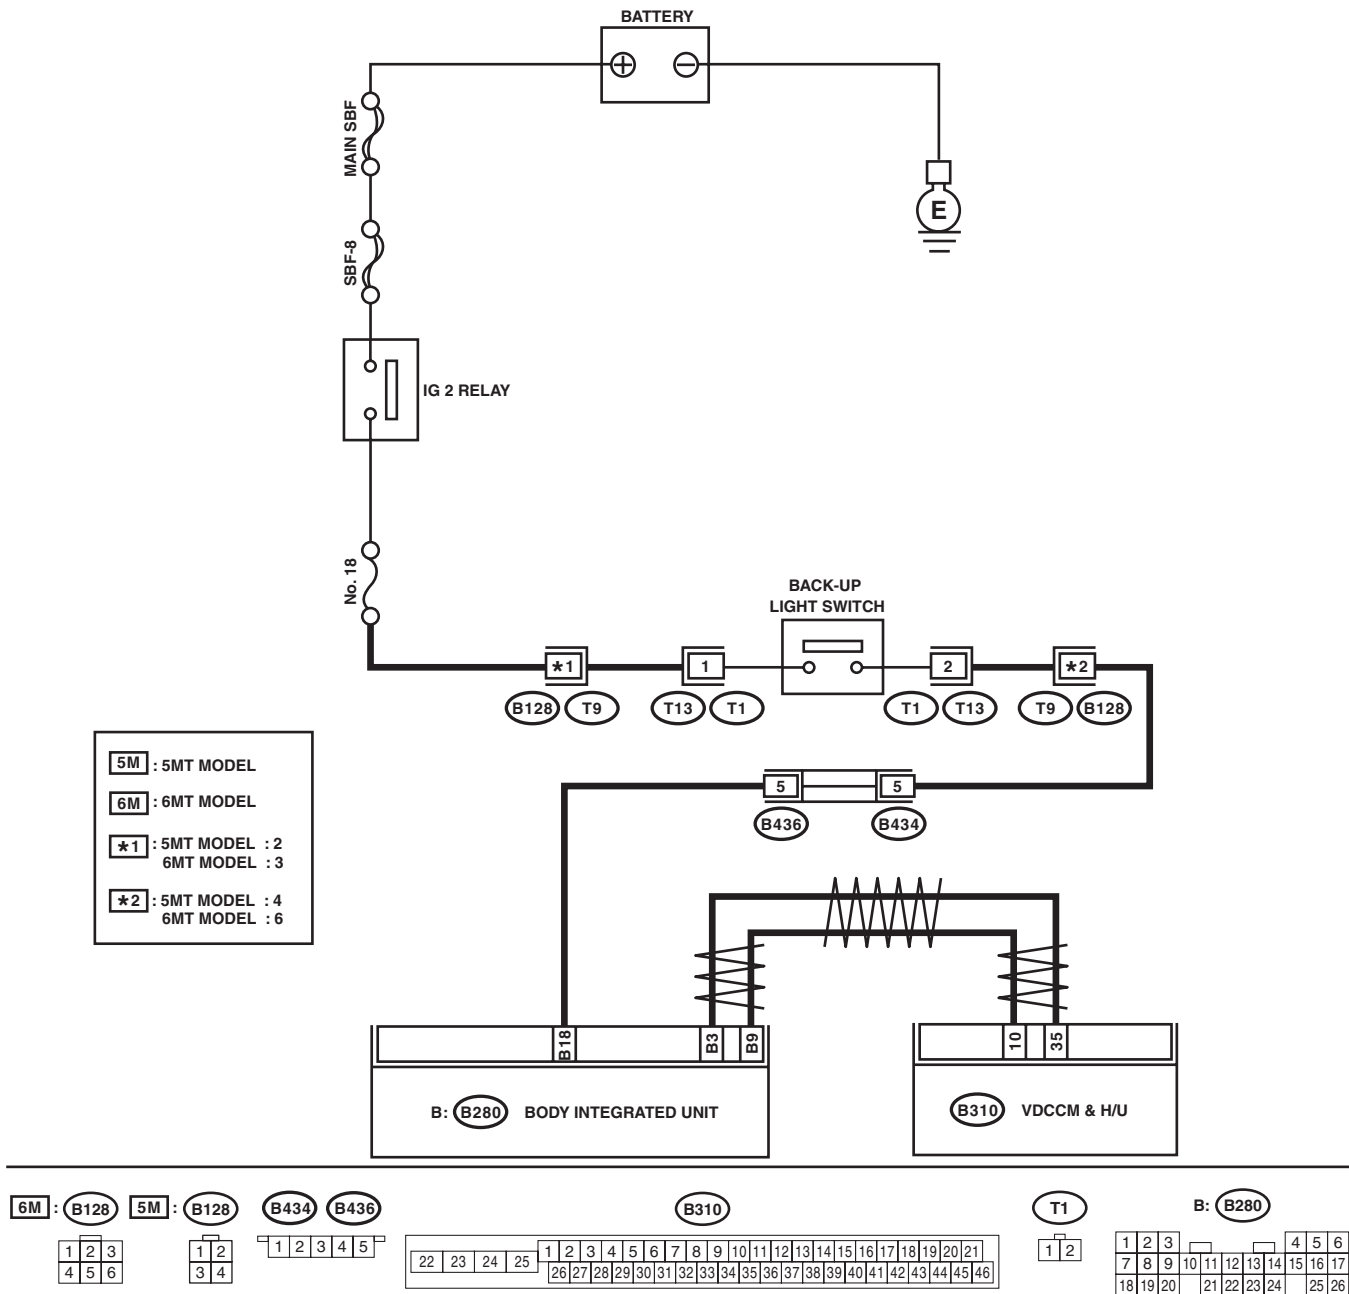 BATTERY
MAIN SBF
E
SBF-8
IG 2 RELAY
No. 18
BACK-UP
LIGHT SWITCH
*1 1 2 *2
B128 T9 T13 T1 T1 T13 T9 B128
5M : 5MT MODEL
6M : 6MT MODEL
*1 : 5MT MODEL : 2
6MT MODEL : 3
*2 : 5MT MODEL : 4
6MT MODEL : 6
5 5
B436 B434
B18 B3 B9 10 35
B: B280 BODY INTEGRATED UNIT
B310 VDCCM & H/U
6M : B128 5M : B128 B434 B436 B310 T1 B: B280
1 2 3
4 5 6
1 2
3 4
1 2 3 4 5
22 23 24 25
1 2 3 4 5 6 7 8 9 10 11 12 13 14 15 16 17 18 19 20 21
26 27 28 29 30 31 32 33 34 35 36 37 38 39 40 41 42 43 44 45 46
1 2
1 2 3 4 5 6
7 8 9 10 11 12 13 14 15 16 17
18 19 20 21 22 23 24 25 26